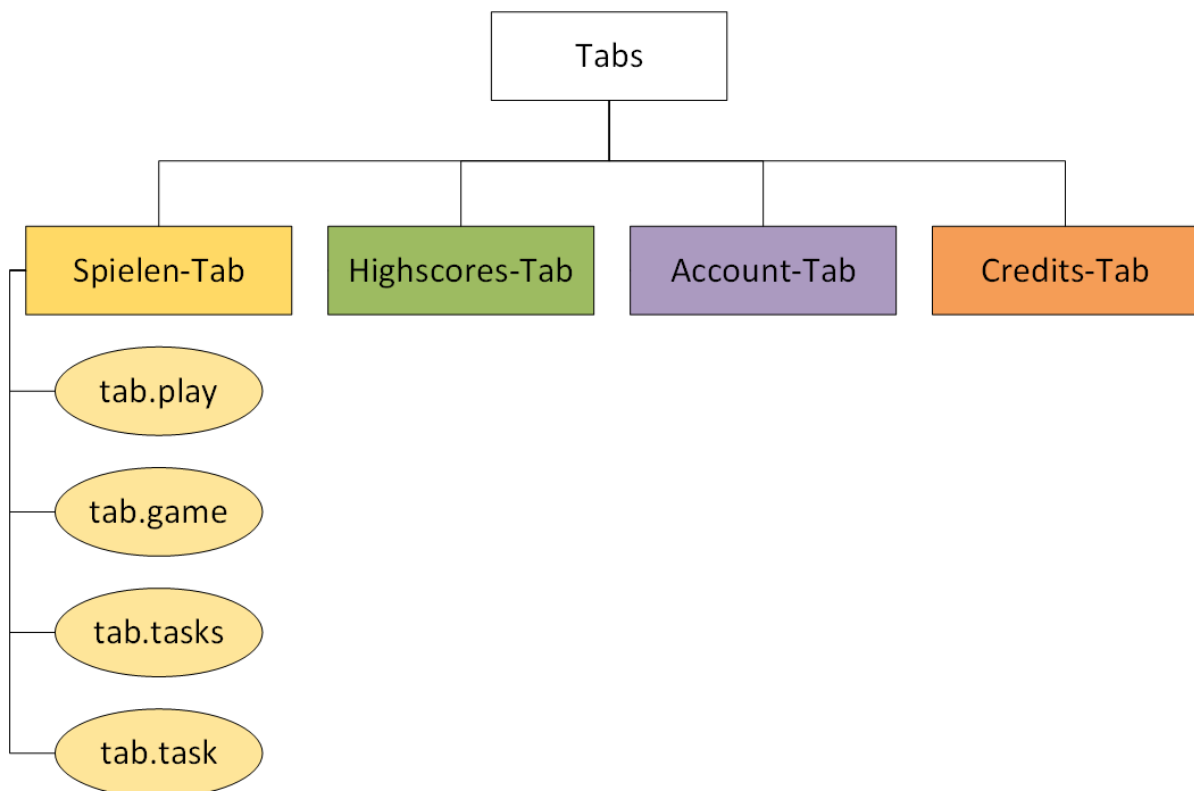 Tabs
Spielen-Tab
Highscores-Tab
Account-Tab
Credits-Tab
tab.play
tab.game
tab.tasks
tab.task